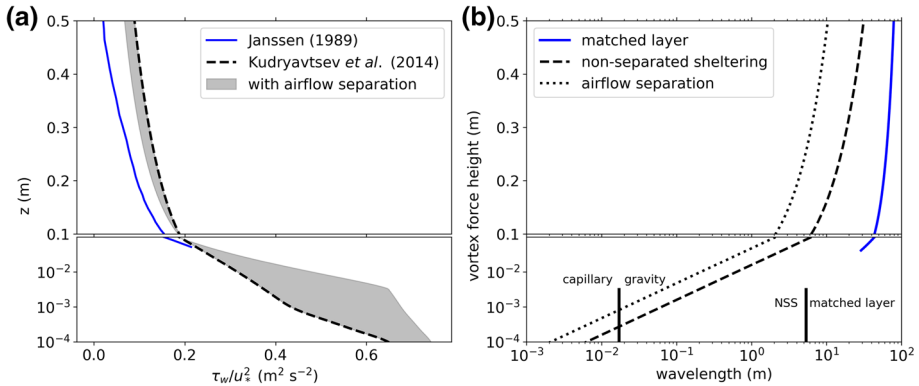 (a)
0.5
0.4
0.3
0.2
0.1
10⁻²
10⁻³
10⁻⁴
z (m)
Janssen (1989)
Kudryavtsev et al. (2014)
with airflow separation
0.0 0.2 0.4 0.6
τw/u*² (m² s⁻²)
(b)
0.5
0.4
0.3
0.2
0.1
10⁻²
10⁻³
10⁻⁴
vortex force height (m)
matched layer
non-separated sheltering
airflow separation
capillary gravity
NSS matched layer
10⁻³ 10⁻² 10⁻¹ 10⁰ 10¹ 10²
wavelength (m)